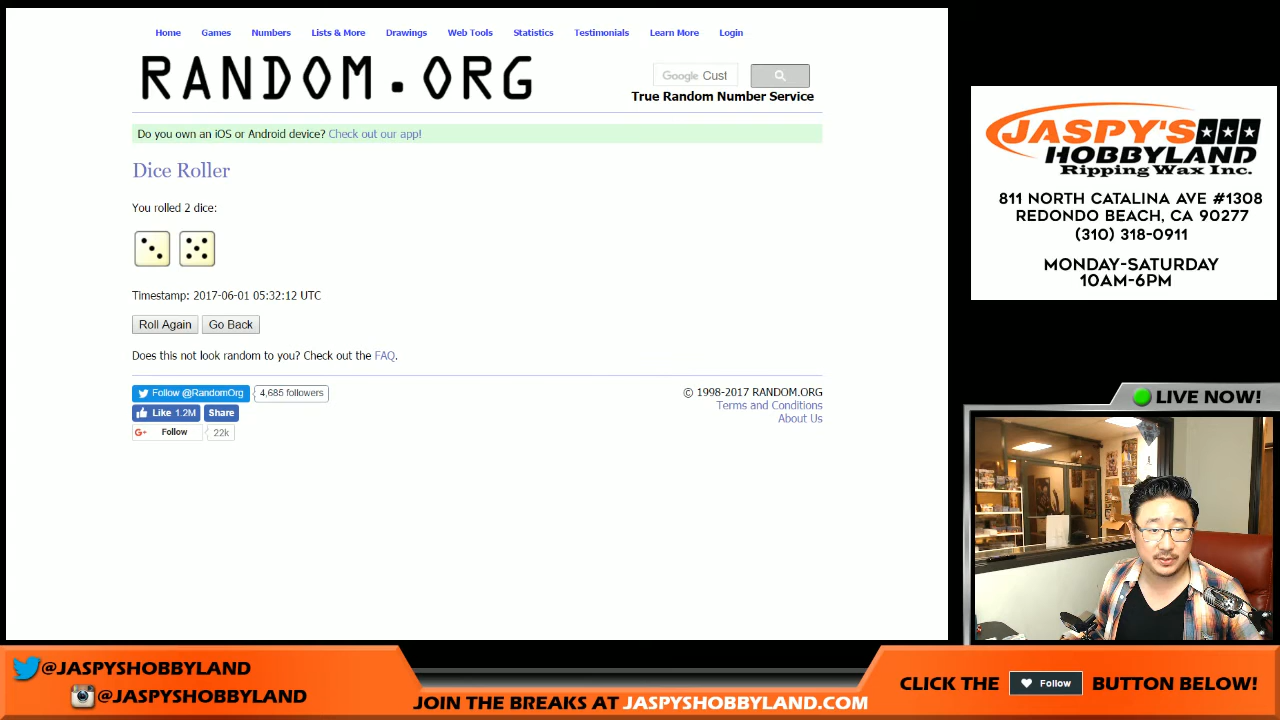 Home Games Numbers Lists & More Drawings Web Tools Statistics Testimonials Learn More Login
RANDOM.ORG
Google Cust
True Random Number Service
Do you own an iOS or Android device? Check out our app!
Dice Roller
You rolled 2 dice:
Timestamp: 2017-06-01 05:32:12 UTC
Roll Again Go Back
Does this not look random to you? Check out the FAQ.
Follow @RandomOrg 4,685 followers
Like 1.2M Share
G+ Follow 22k
© 1998-2017 RANDOM.ORG
Terms and Conditions
About Us
JASPY'S
HOBBYLAND
Ripping Wax Inc.
811 NORTH CATALINA AVE #1308
REDONDO BEACH, CA 90277
(310) 318-0911
MONDAY-SATURDAY
10AM-6PM
LIVE NOW!
@JASPYSHOBBYLAND
@JASPYSHOBBYLAND
JOIN THE BREAKS AT JASPYSHOBBYLAND.COM
CLICK THE Follow BUTTON BELOW!